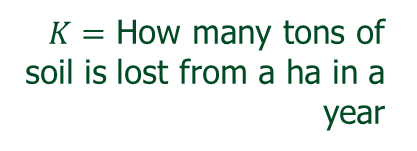 K = How many tons of
soil is lost from a ha in a
year